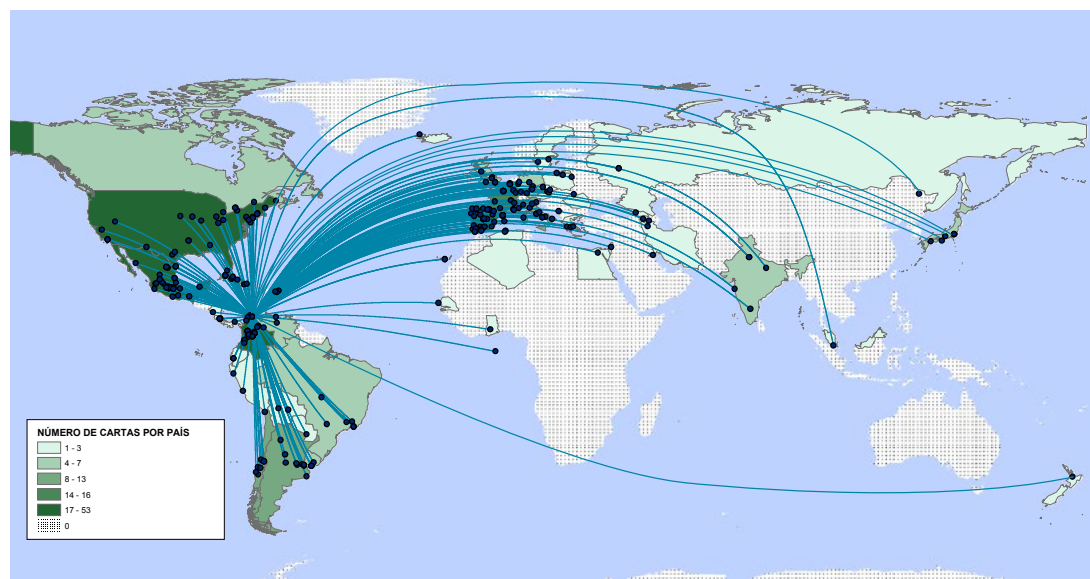 NÚMERO DE CARTAS POR PAÍS
1 - 3
4 - 7
8 - 13
14 - 16
17 - 53
0